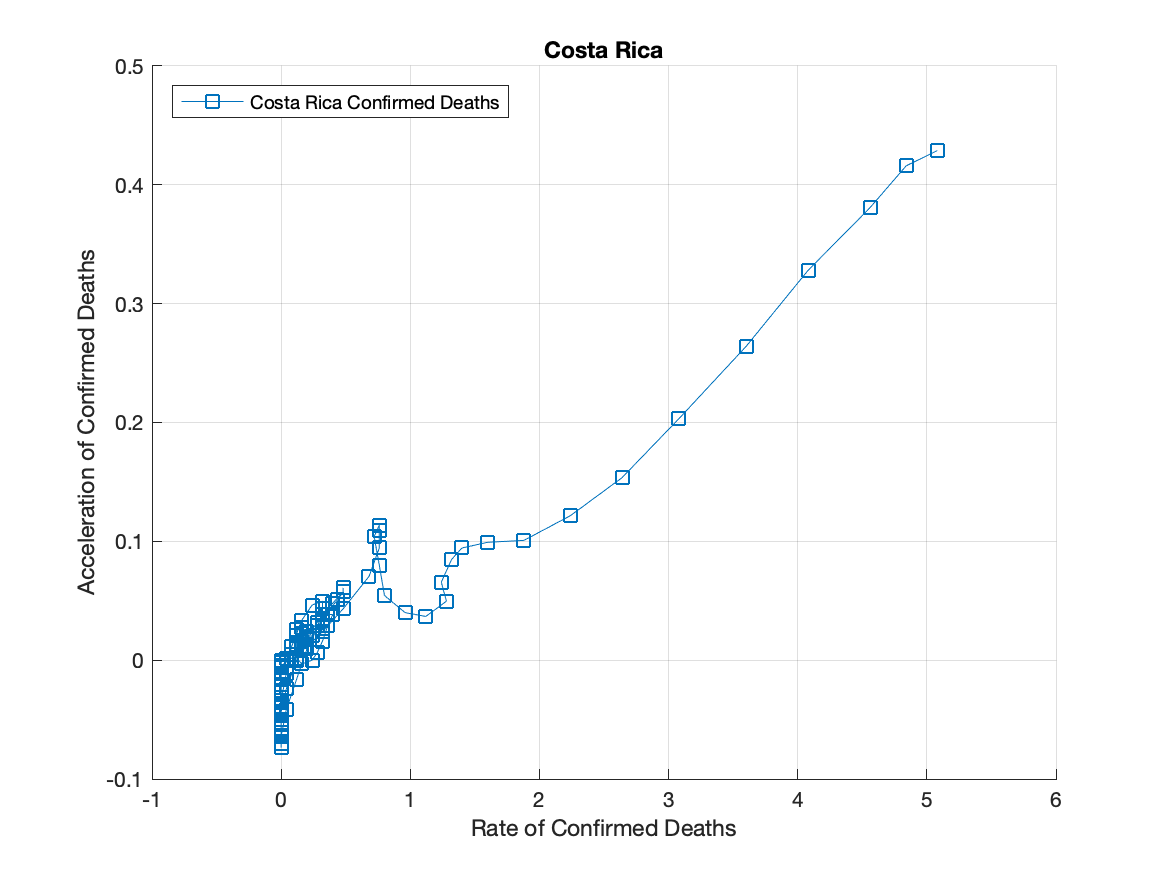 Costa Rica
Costa Rica Confirmed Deaths
Acceleration of Confirmed Deaths
0.5
0.4
0.3
0.2
0.1
0
-0.1
-1 0 1 2 3 4 5 6
Rate of Confirmed Deaths